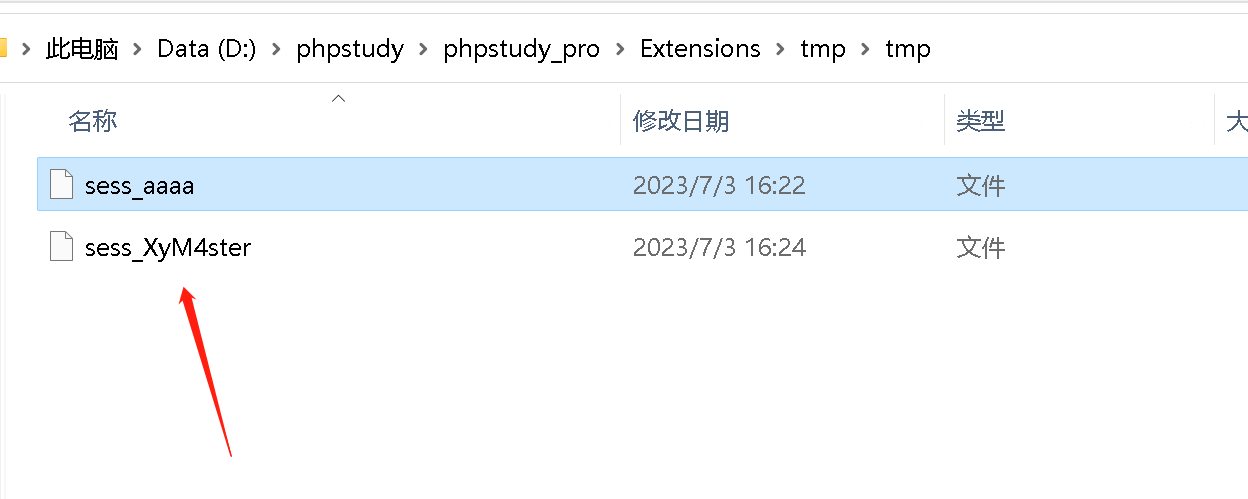 此电脑 > Data (D:) > phpstudy > phpstudy_pro > Extensions > tmp > tmp
名称 修改日期 类型 大
sess_aaaa 2023/7/3 16:22 文件
sess_XyM4ster 2023/7/3 16:24 文件